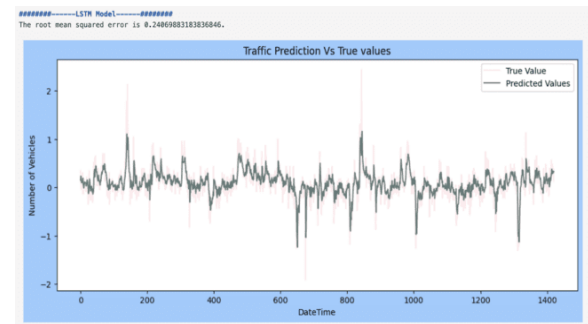 ########------LSTM Model------########
The root mean squared error is 0.24069883183836846.
Traffic Prediction Vs True values
True Value
Predicted Values
Number of Vehicles
2
1
0
−1
−2
0 200 400 600 800 1000 1200 1400
DateTime